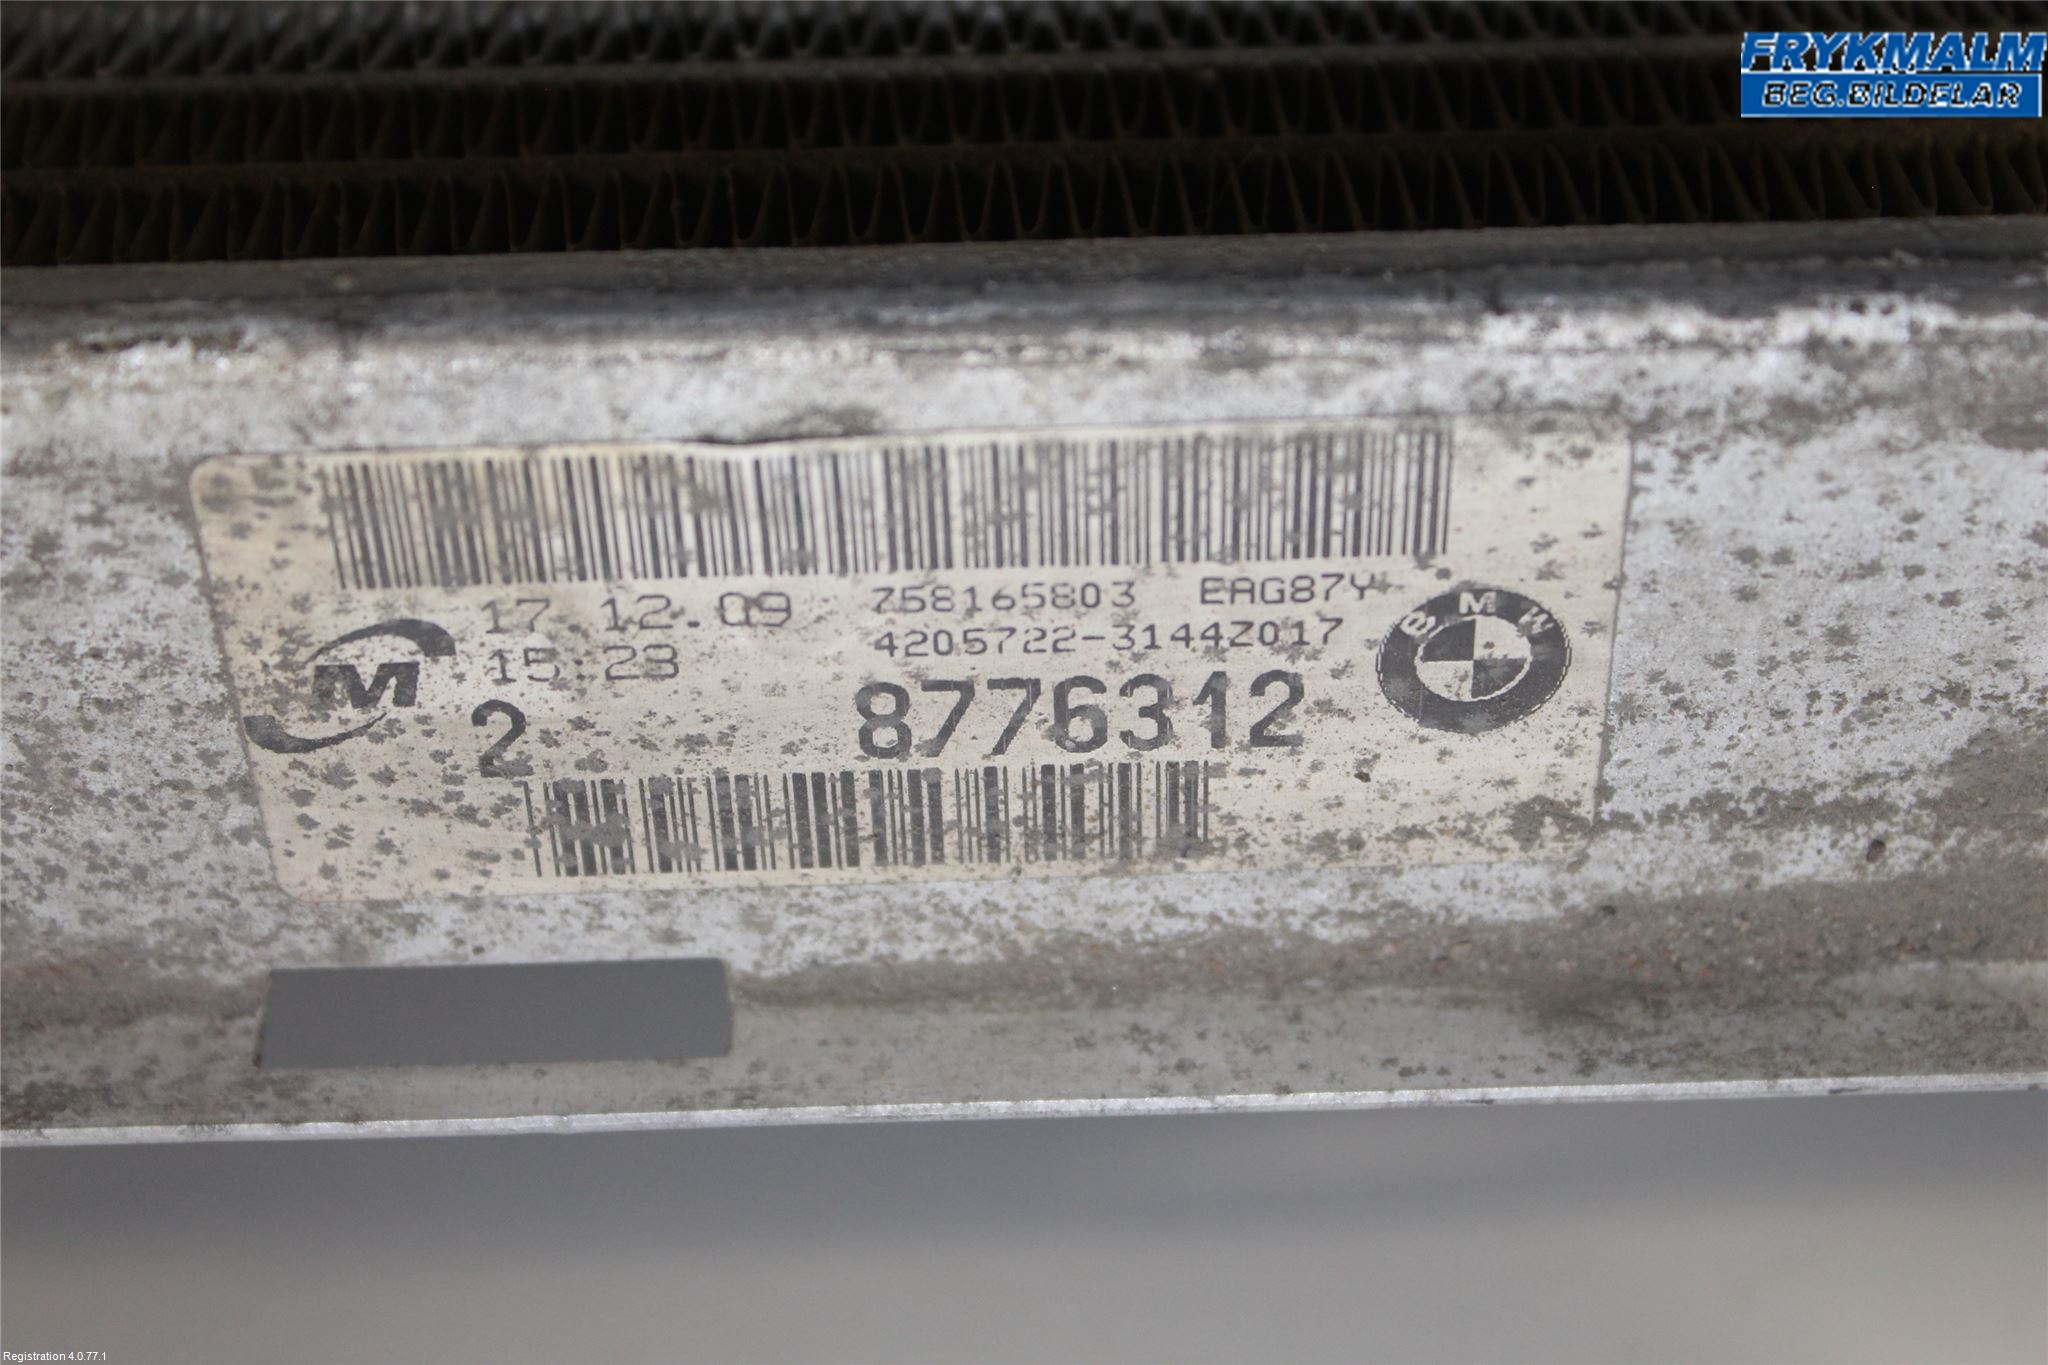 FRYKMALM
BEG.BILDELAR
17.12.09 758165803 EAG87Y
15:23 4205722-3144Z017
M
BMW
2 8776312
Registration 4.0.77.1